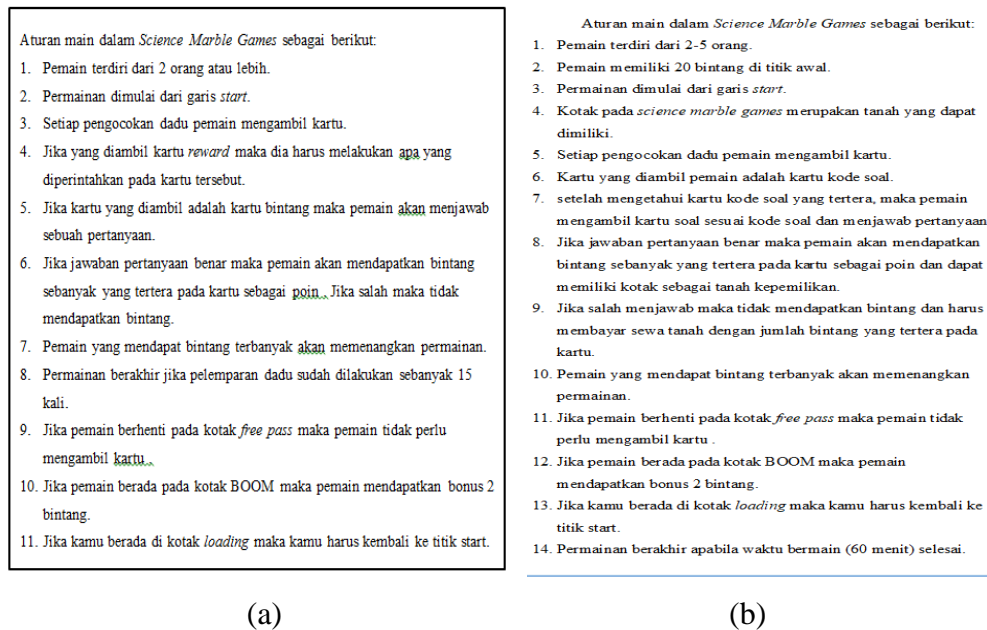 Aturan main dalam Science Marble Games sebagai berikut:
1. Pemain terdiri dari 2 orang atau lebih.
2. Permainan dimulai dari garis start.
3. Setiap pengocokan dadu pemain mengambil kartu.
4. Jika yang diambil kartu reward maka dia harus melakukan apa yang
diperintahkan pada kartu tersebut.
5. Jika kartu yang diambil adalah kartu bintang maka pemain akan menjawab
sebuah pertanyaan.
6. Jika jawaban pertanyaan benar maka pemain akan mendapatkan bintang
sebanyak yang tertera pada kartu sebagai poin . Jika salah maka tidak
mendapatkan bintang.
7. Pemain yang mendapat bintang terbanyak akan memenangkan permainan.
8. Permainan berakhir jika pelemparan dadu sudah dilakukan sebanyak 15
kali.
9. Jika pemain berhenti pada kotak free pass maka pemain tidak perlu
mengambil kartu .
10. Jika pemain berada pada kotak BOOM maka pemain mendapatkan bonus 2
bintang.
11. Jika kamu berada di kotak loading maka kamu harus kembali ke titik start.
(a)
Aturan main dalam Science Marble Games sebagai berikut:
1. Pemain terdiri dari 2-5 orang.
2. Pemain memiliki 20 bintang di titik awal.
3. Permainan dimulai dari garis start.
4. Kotak pada science marble games merupakan tanah yang dapat
dimiliki.
5. Setiap pengocokan dadu pemain mengambil kartu.
6. Kartu yang diambil pemain adalah kartu kode soal.
7. setelah mengetahui kartu kode soal yang tertera, maka pemain
mengambil kartu soal sesuai kode soal dan menjawab pertanyaan
8. Jika jawaban pertanyaan benar maka pemain akan mendapatkan
bintang sebanyak yang tertera pada kartu sebagai poin dan dapat
memiliki kotak sebagai tanah kepemilikan.
9. Jika salah menjawab maka tidak mendapatkan bintang dan harus
membayar sewa tanah dengan jumlah bintang yang tertera pada
kartu.
10. Pemain yang mendapat bintang terbanyak akan memenangkan
permainan.
11. Jika pemain berhenti pada kotak free pass maka pemain tidak
perlu mengambil kartu .
12. Jika pemain berada pada kotak BOOM maka pemain
mendapatkan bonus 2 bintang.
13. Jika kamu berada di kotak loading maka kamu harus kembali ke
titik start.
14. Permainan berakhir apabila waktu bermain (60 menit) selesai.
(b)